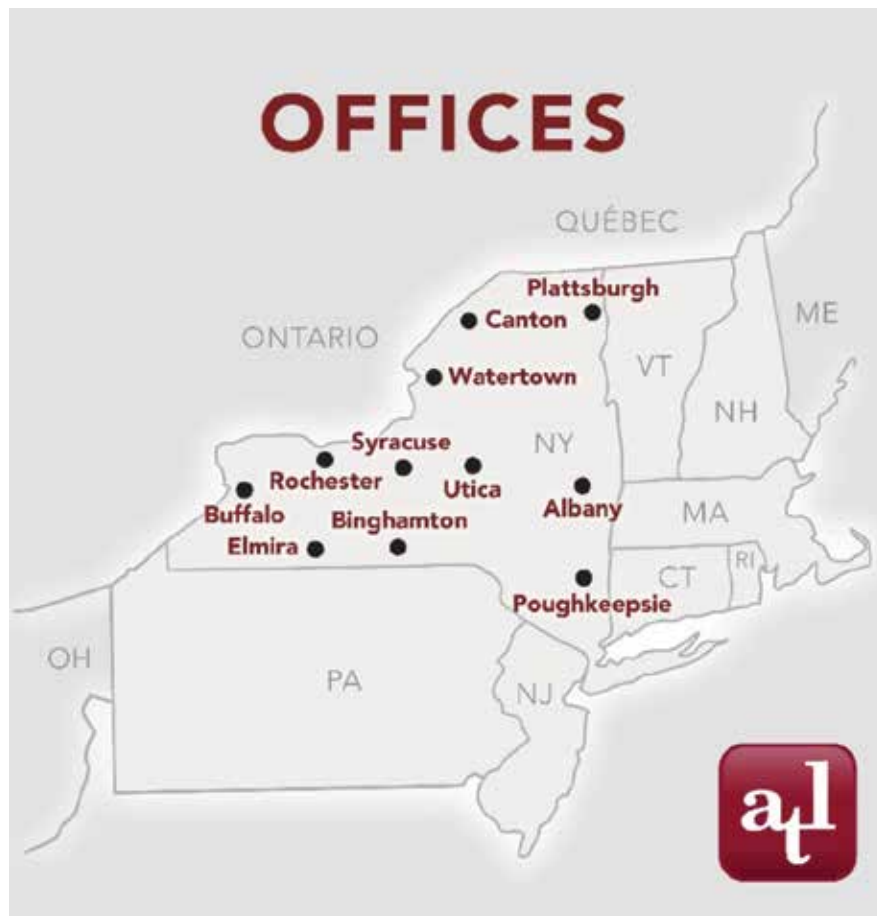 OFFICES
QUÉBEC
Plattsburgh
Canton
ME
ONTARIO
VT
Watertown
NH
Syracuse
NY
Rochester
Utica
Buffalo
Binghamton
Albany
MA
Elmira
RI
CT
Poughkeepsie
OH
PA
NJ
atl